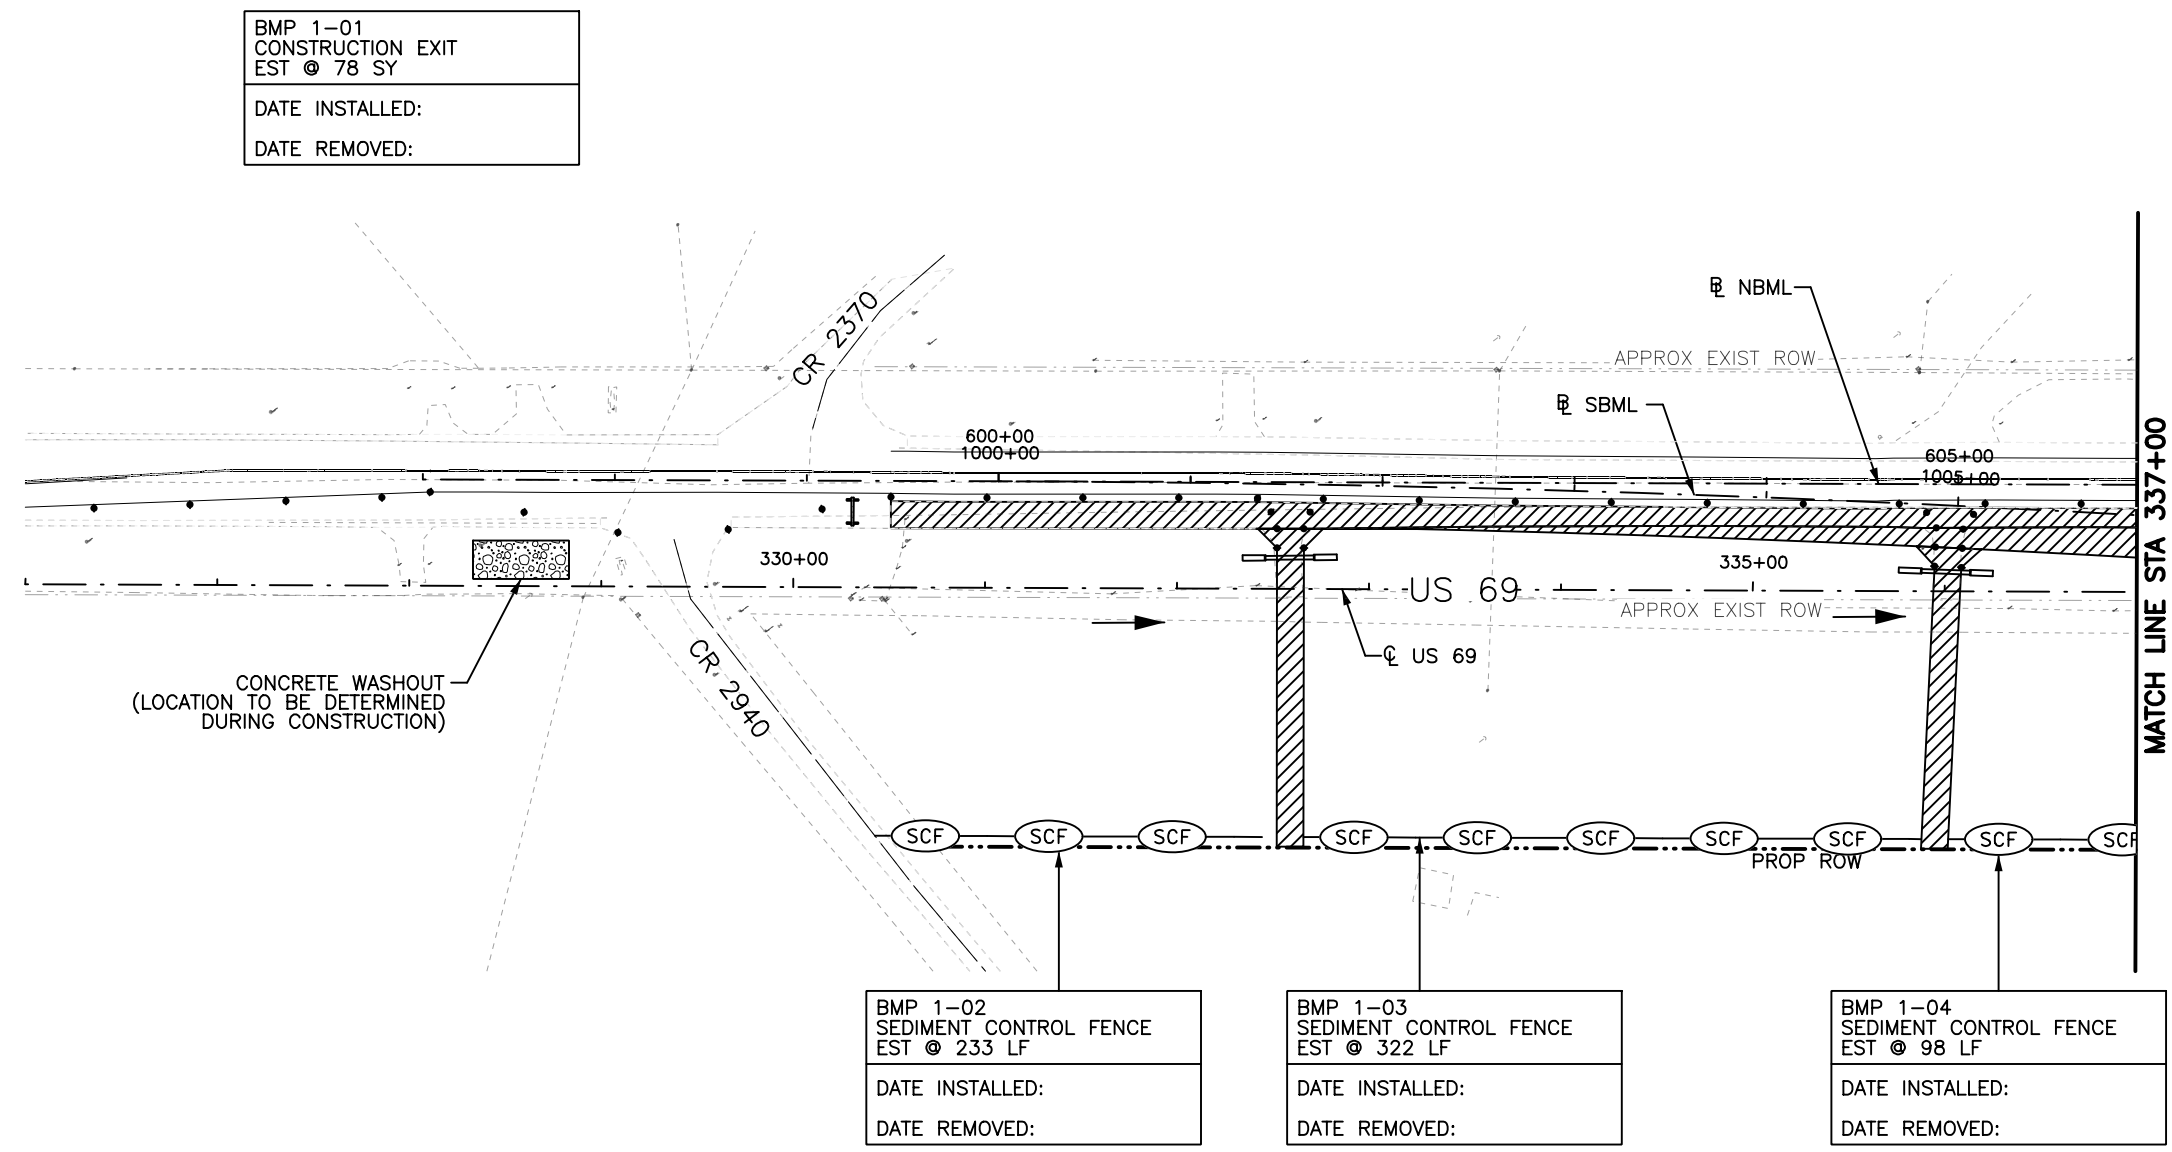 BMP 1-01
CONSTRUCTION EXIT
EST @ 78 SY
DATE INSTALLED:
DATE REMOVED:
CR 2370
℔ NBML
APPROX EXIST ROW
℔ SBML
600+00
1000+00
605+00
1005+00
MATCH LINE STA 337+00
330+00
335+00
US 69
APPROX EXIST ROW
℄ US 69
CR 2940
CONCRETE WASHOUT
(LOCATION TO BE DETERMINED
DURING CONSTRUCTION)
SCF SCF SCF SCF SCF SCF SCF SCF SCF SCF
PROP ROW
BMP 1-02
SEDIMENT CONTROL FENCE
EST @ 233 LF
DATE INSTALLED:
DATE REMOVED:
BMP 1-03
SEDIMENT CONTROL FENCE
EST @ 322 LF
DATE INSTALLED:
DATE REMOVED:
BMP 1-04
SEDIMENT CONTROL FENCE
EST @ 98 LF
DATE INSTALLED:
DATE REMOVED: